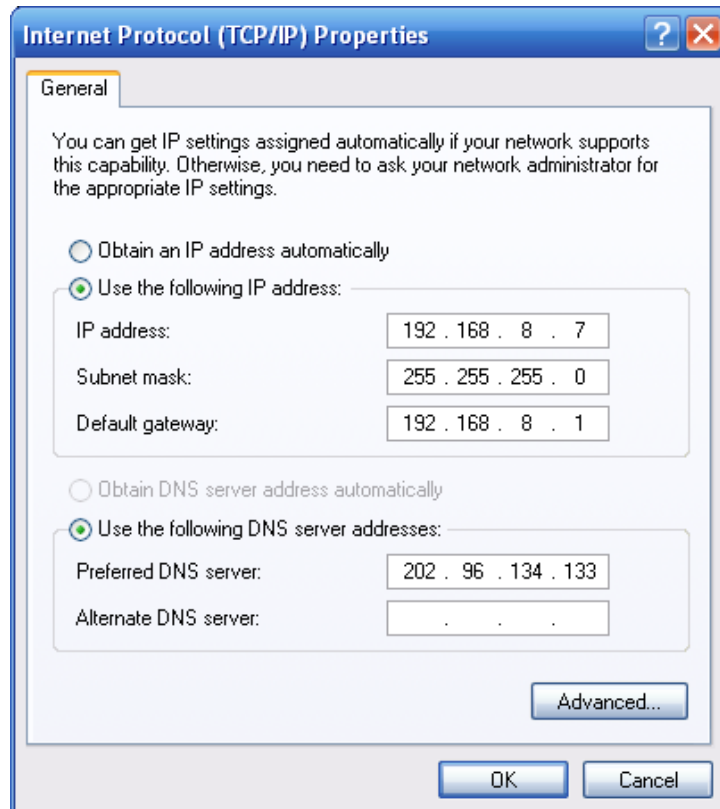 Internet Protocol (TCP/IP) Properties
General
You can get IP settings assigned automatically if your network supports
this capability. Otherwise, you need to ask your network administrator for
the appropriate IP settings.
Obtain an IP address automatically
Use the following IP address:
IP address: 192 . 168 . 8 . 7
Subnet mask: 255 . 255 . 255 . 0
Default gateway: 192 . 168 . 8 . 1
Obtain DNS server address automatically
Use the following DNS server addresses:
Preferred DNS server: 202 . 96 . 134 . 133
Alternate DNS server: . . .
Advanced...
OK Cancel